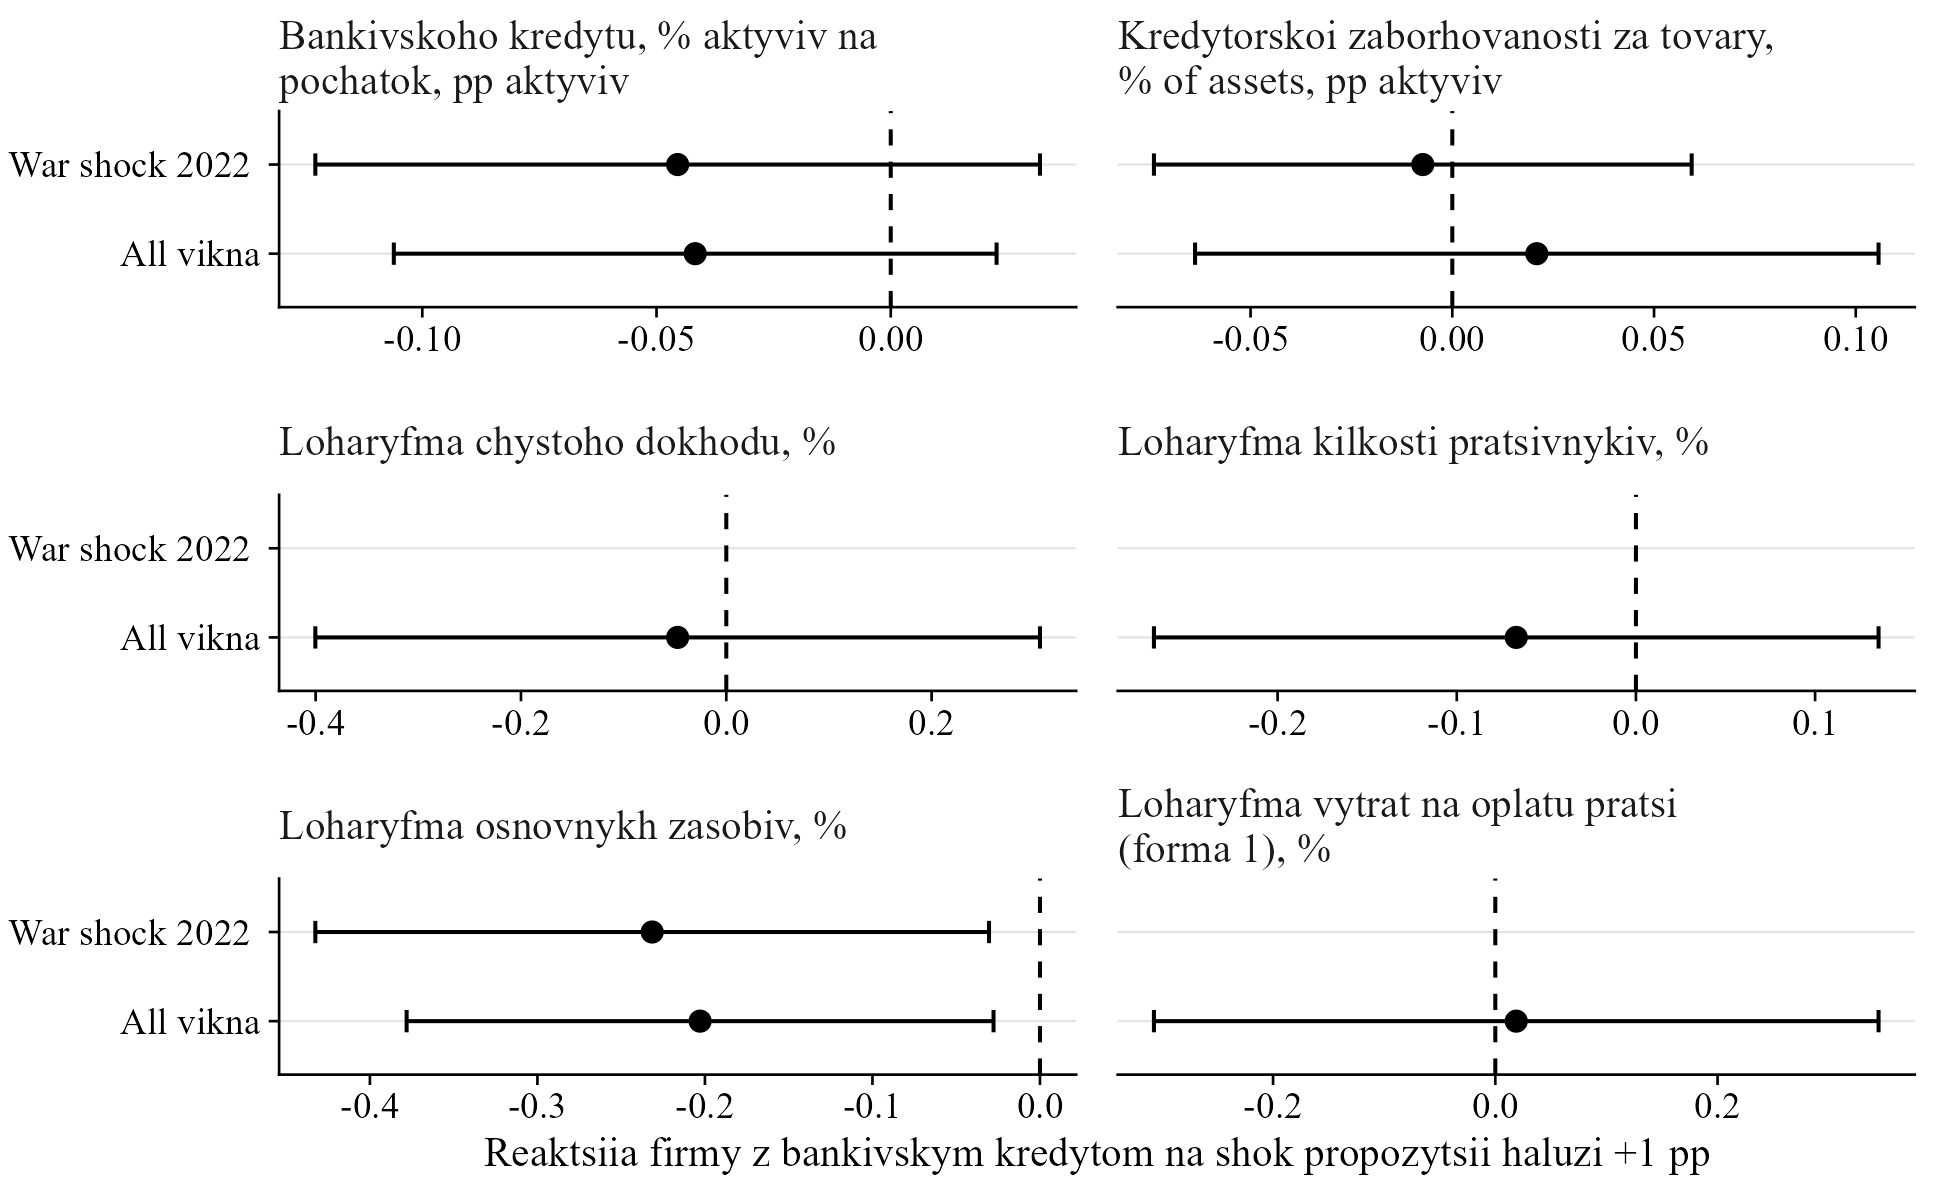 Bankivskoho kredytu, % aktyviv na
pochatok, pp aktyviv
Kredytorskoi zaborhovanosti za tovary,
% of assets, pp aktyviv
War shock 2022
All vikna
-0.10 -0.05 0.00
-0.05 0.00 0.05 0.10
Loharyfma chystoho dokhodu, %
Loharyfma kilkosti pratsivnykiv, %
War shock 2022
All vikna
-0.4 -0.2 0.0 0.2
-0.2 -0.1 0.0 0.1
Loharyfma osnovnykh zasobiv, %
Loharyfma vytrat na oplatu pratsi
(forma 1), %
War shock 2022
All vikna
-0.4 -0.3 -0.2 -0.1 0.0
-0.2 0.0 0.2
Reaktsiia firmy z bankivskym kredytom na shok propozytsii haluzi +1 pp